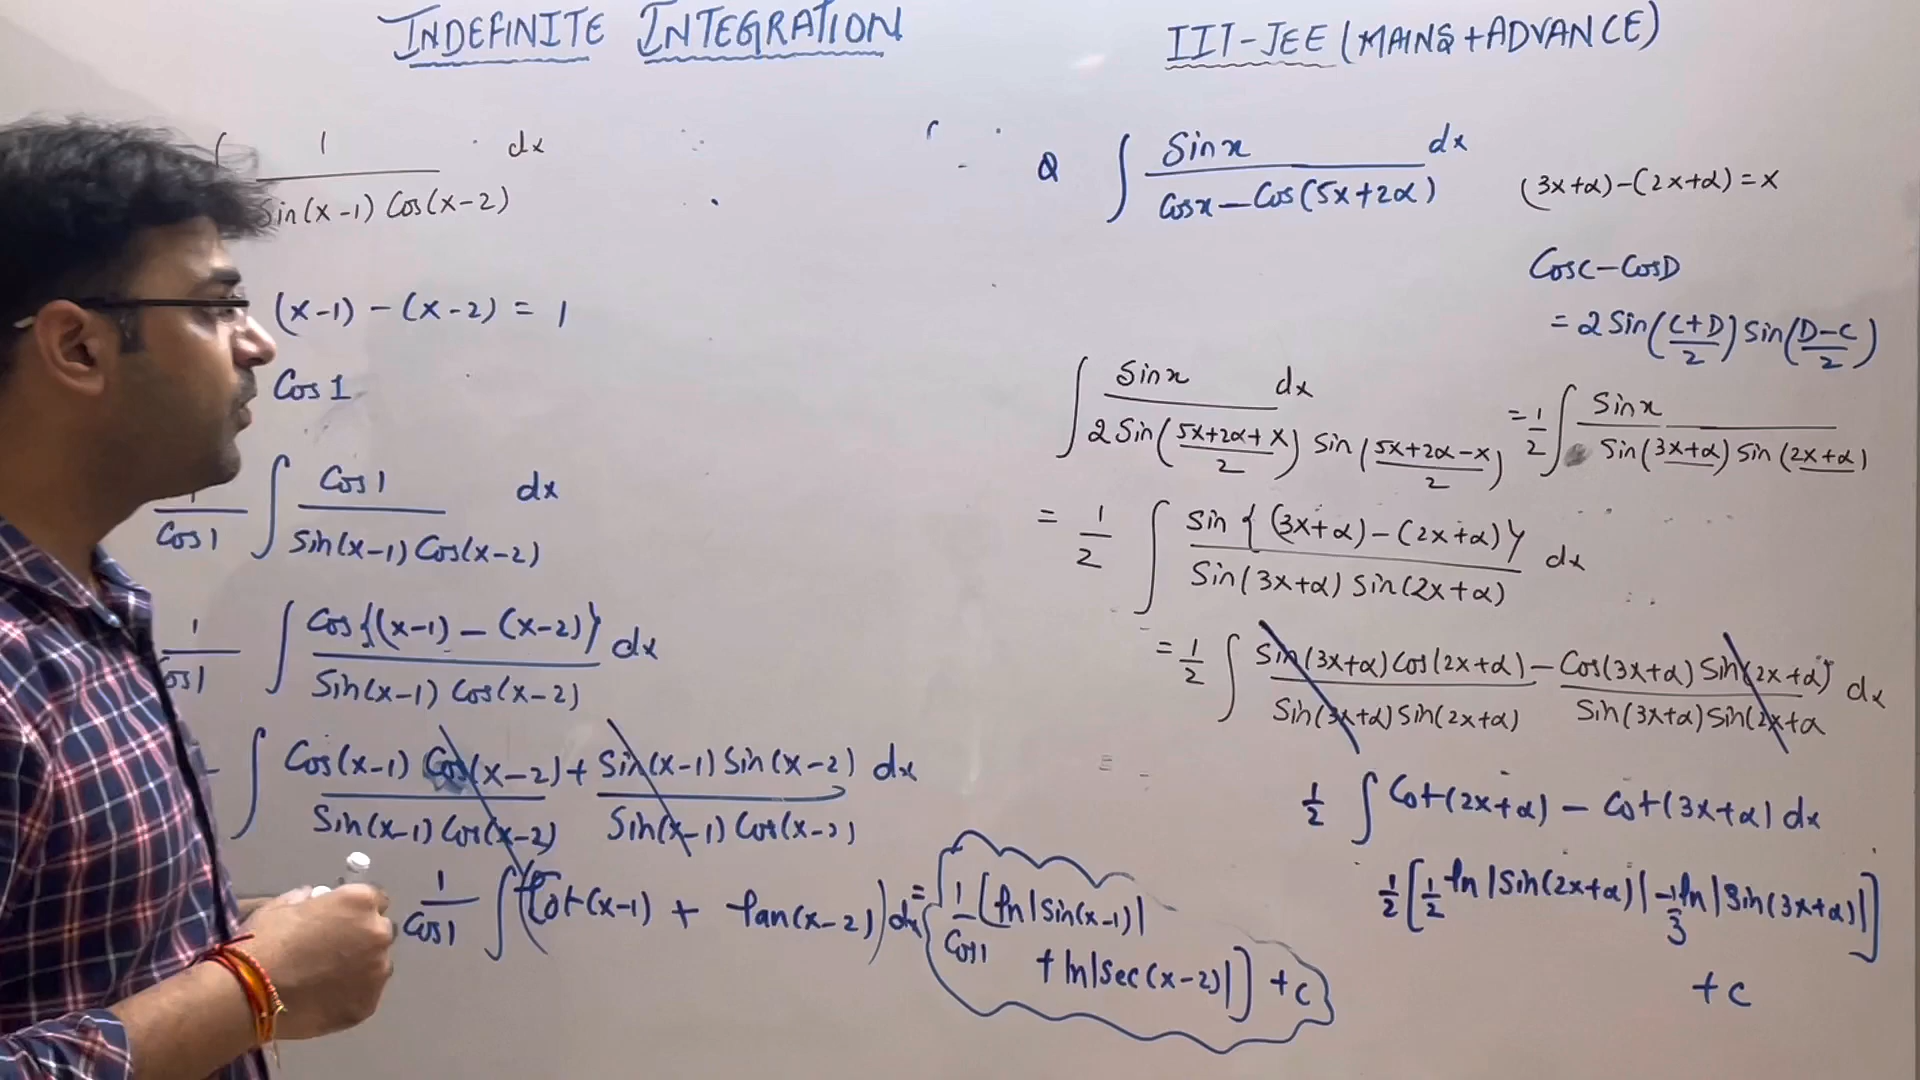 INDEFINITE INTEGRATION
IIT-JEE (MAINS + ADVANCE)
∫ 1 / Sin(x-1) Cos(x-2) dx
(x-1) - (x-2) = 1
Cos 1
1/Cos1 ∫ Cos1 / Sin(x-1) Cos(x-2) dx
1/Cos1 ∫ Cos{(x-1) - (x-2)} / Sin(x-1) Cos(x-2) dx
∫ Cos(x-1) Cos(x-2) / Sin(x-1) Cos(x-2) + Sin(x-1) Sin(x-2) / Sin(x-1) Cos(x-2) dx
1/Cos1 ∫ (Cot(x-1) + tan(x-2)) dx = 1/Cos1 [ln|Sin(x-1)|
+ ln|Sec(x-2)|] + c
Q ∫ Sinx / Cosx - Cos(5x+2α) dx
(3x+α)-(2x+α) = x
CosC - CosD
= 2 Sin((C+D)/2) Sin((D-C)/2)
∫ Sinx / 2 Sin((5x+2α+x)/2) Sin((5x+2α-x)/2) dx = 1/2 ∫ Sinx / Sin(3x+α) Sin(2x+α)
= 1/2 ∫ Sin{(3x+α)-(2x+α)} / Sin(3x+α) Sin(2x+α) dx
= 1/2 ∫ Sin(3x+α) Cos(2x+α) / Sin(3x+α) Sin(2x+α) - Cos(3x+α) Sin(2x+α) / Sin(3x+α) Sin(2x+α dx
1/2 ∫ Cot(2x+α) - Cot(3x+α) dx
1/2 [1/2 ln|Sin(2x+α)| - 1/3 ln|Sin(3x+α)|]
+ c